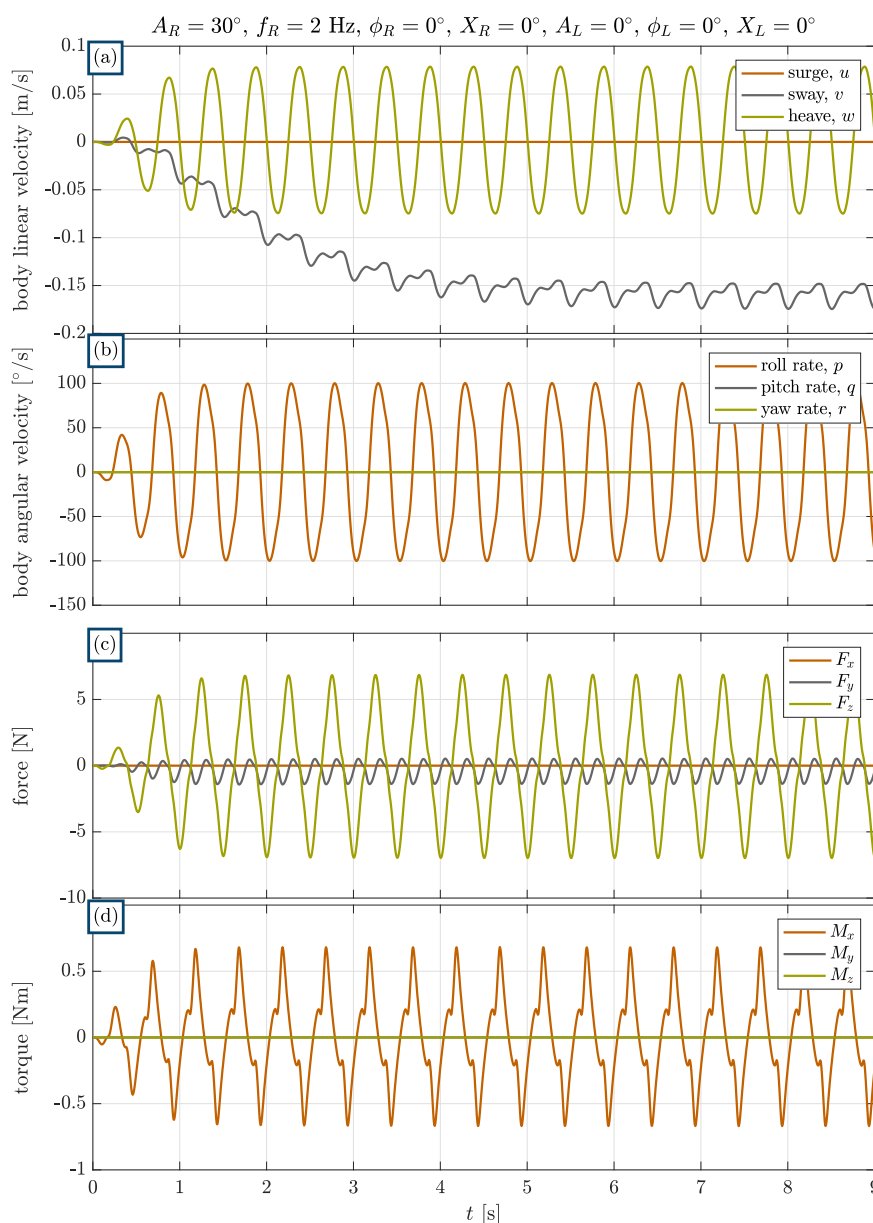 A_R = 30°, f_R = 2 Hz, ϕ_R = 0°, X_R = 0°, A_L = 0°, ϕ_L = 0°, X_L = 0°
(a)
body linear velocity [m/s]
0.1
0.05
0
-0.05
-0.1
-0.15
-0.2
surge, u
sway, v
heave, w
(b)
body angular velocity [°/s]
100
50
0
-50
-100
-150
roll rate, p
pitch rate, q
yaw rate, r
(c)
force [N]
5
0
-5
-10
F_x
F_y
F_z
(d)
torque [Nm]
0.5
0
-0.5
-1
M_x
M_y
M_z
0 1 2 3 4 5 6 7 8 9
t [s]